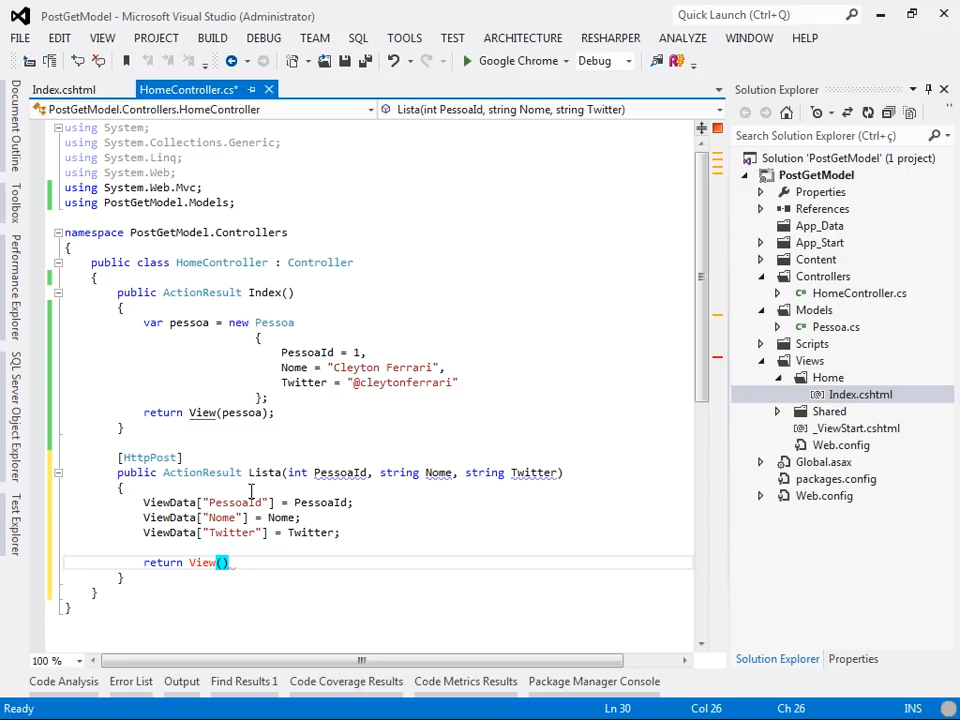 PostGetModel - Microsoft Visual Studio (Administrator)
Quick Launch (Ctrl+Q)
FILE EDIT VIEW PROJECT BUILD DEBUG TEAM SQL TOOLS TEST ARCHITECTURE RESHARPER ANALYZE WINDOW HELP
Google Chrome
Debug
Document Outline
Toolbox
Performance Explorer
SQL Server Object Explorer
Test Explorer
Index.cshtml
HomeController.cs*
PostGetModel.Controllers.HomeController
Lista(int PessoaId, string Nome, string Twitter)
using System;
using System.Collections.Generic;
using System.Linq;
using System.Web;
using System.Web.Mvc;
using PostGetModel.Models;
namespace PostGetModel.Controllers
{
public class HomeController : Controller
{
public ActionResult Index()
{
var pessoa = new Pessoa
{
PessoaId = 1,
Nome = "Cleyton Ferrari",
Twitter = "@cleytonferrari"
};
return View(pessoa);
}
[HttpPost]
public ActionResult Lista(int PessoaId, string Nome, string Twitter)
{
ViewData["PessoaId"] = PessoaId;
ViewData["Nome"] = Nome;
ViewData["Twitter"] = Twitter;
return View()
}
}
}
100 %
Solution Explorer
Search Solution Explorer (Ctrl+ç)
Solution 'PostGetModel' (1 project)
PostGetModel
Properties
References
App_Data
App_Start
Content
Controllers
HomeController.cs
Models
Pessoa.cs
Scripts
Views
Home
Index.cshtml
Shared
_ViewStart.cshtml
Web.config
Global.asax
packages.config
Web.config
Solution Explorer Properties
Code Analysis Error List Output Find Results 1 Code Coverage Results Code Metrics Results Package Manager Console
Ready
Ln 30 Col 26 Ch 26 INS